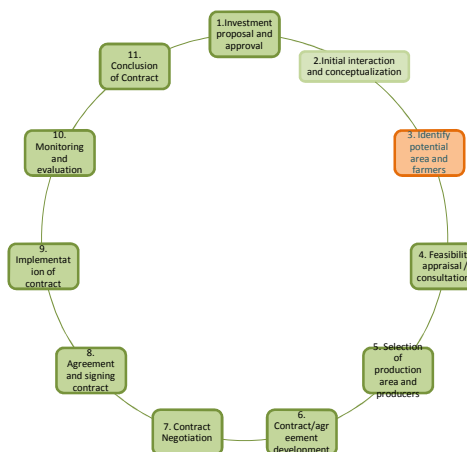 1.Investment
proposal and
approval
2.Initial interaction
and conceptualization
3. Identify
potential
area and
farmers
4. Feasibilit
appraisal /
consultation
5. Selection
of
production
area and
producers
6.
Contract/agr
eement
development
7. Contract
Negotiation
8.
Agreement
and signing
contract
9.
Implementat
ion of
contract
10.
Monitoring
and
evaluation
11.
Conclusion
of Contract